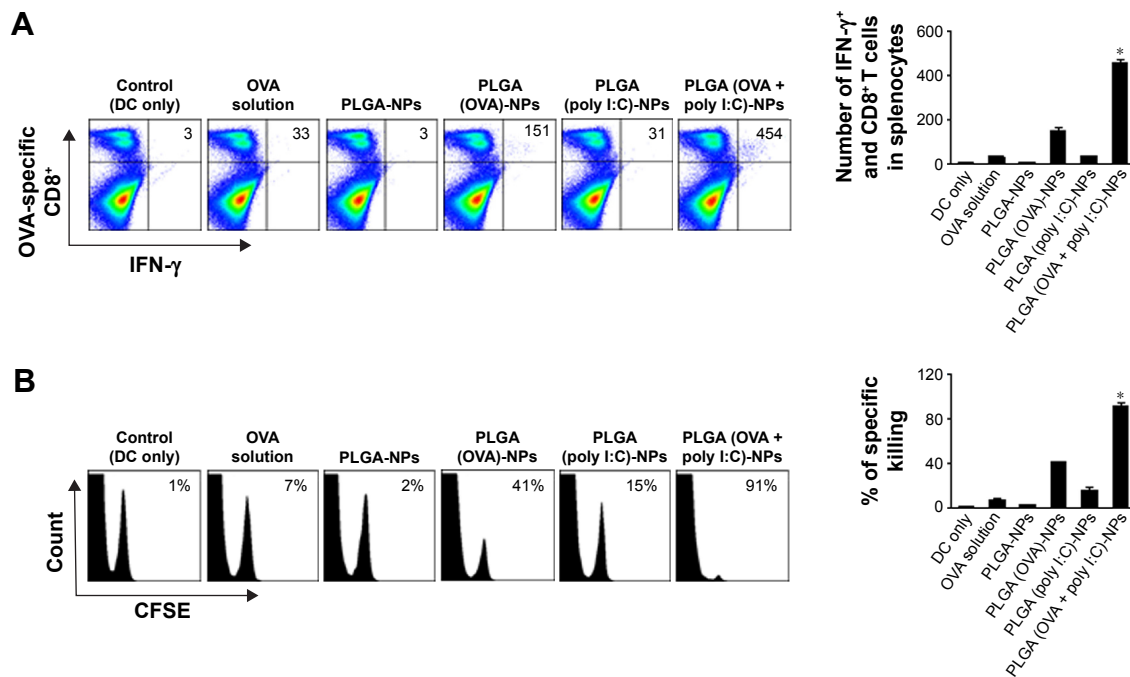 A
Control
(DC only)
OVA
solution
PLGA-NPs
PLGA
(OVA)-NPs
PLGA
(poly I:C)-NPs
PLGA (OVA +
poly I:C)-NPs
3
33
3
151
31
454
OVA-specific
CD8⁺
IFN-γ
Number of IFN-γ⁺
and CD8⁺ T cells
in splenocytes
600
400
200
0
*
DC only
OVA solution
PLGA-NPs
PLGA (OVA)-NPs
PLGA (poly I:C)-NPs
PLGA (OVA + poly I:C)-NPs
B
Control
(DC only)
OVA
solution
PLGA-NPs
PLGA
(OVA)-NPs
PLGA
(poly I:C)-NPs
PLGA (OVA +
poly I:C)-NPs
1%
7%
2%
41%
15%
91%
Count
CFSE
% of specific
killing
120
80
40
0
*
DC only
OVA solution
PLGA-NPs
PLGA (OVA)-NPs
PLGA (poly I:C)-NPs
PLGA (OVA + poly I:C)-NPs